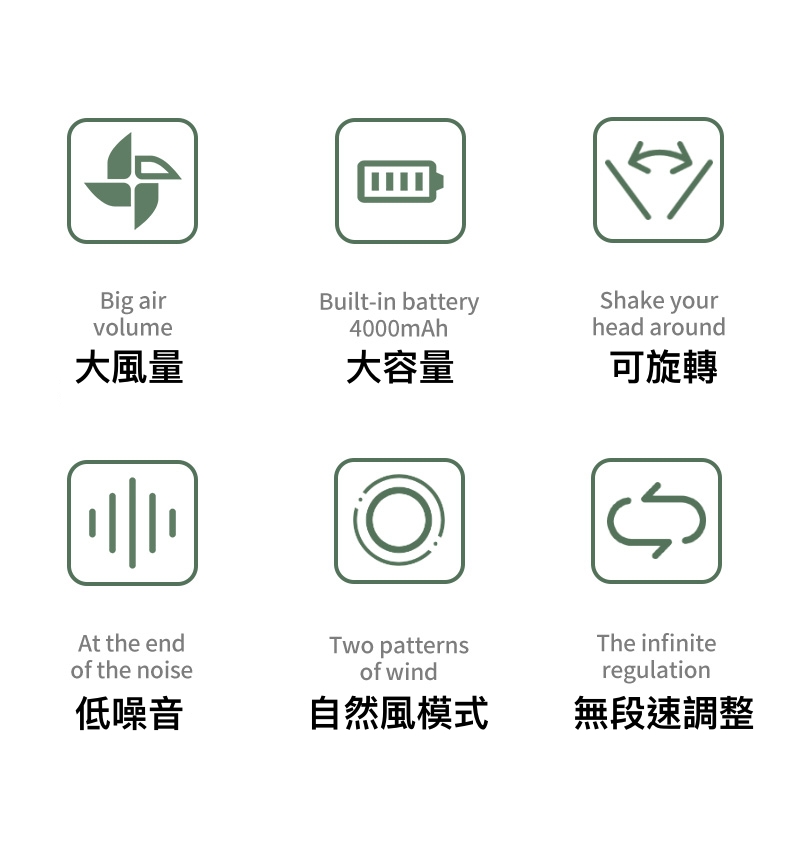 Big air
volume
大風量
Built-in battery
4000mAh
大容量
Shake your
head around
可旋轉
At the end
of the noise
低噪音
Two patterns
of wind
自然風模式
The infinite
regulation
無段速調整